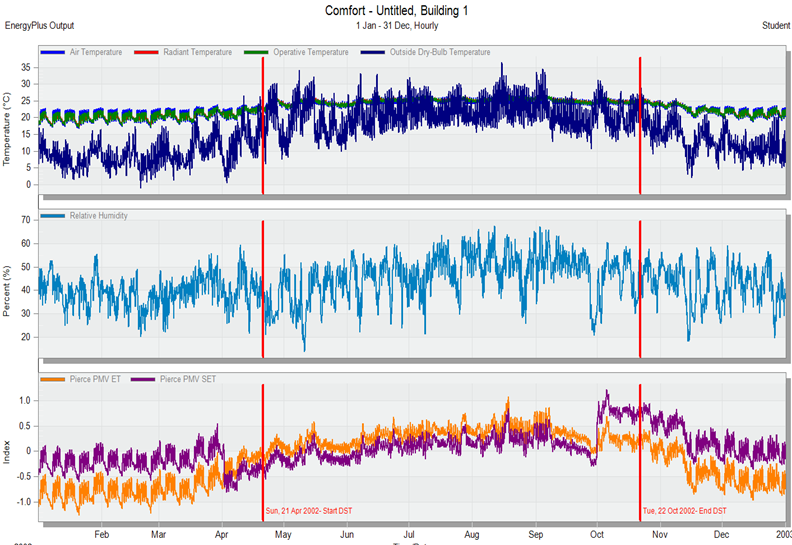 Comfort - Untitled, Building 1
EnergyPlus Output 1 Jan - 31 Dec, Hourly Student
Air Temperature Radiant Temperature Operative Temperature Outside Dry-Bulb Temperature
Temperature (°C)
35
30
25
20
15
10
5
0
Relative Humidity
Percent (%)
70
60
50
40
30
20
Pierce PMV ET Pierce PMV SET
Index
1.0
0.5
0
-0.5
-1.0
Sun, 21 Apr 2002- Start DST Tue, 22 Oct 2002- End DST
Feb Mar Apr May Jun Jul Aug Sep Oct Nov Dec 2003